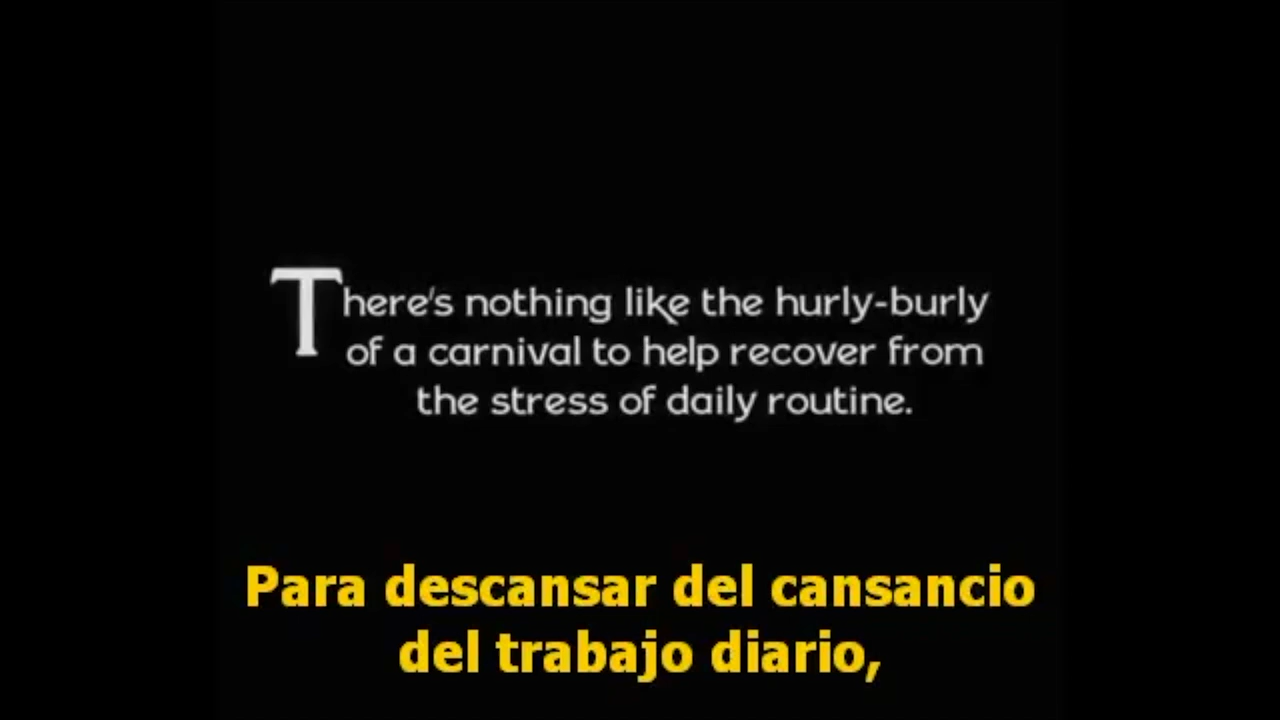 There's nothing like the hurly-burly
of a carnival to help recover from
the stress of daily routine.
Para descansar del cansancio
del trabajo diario,